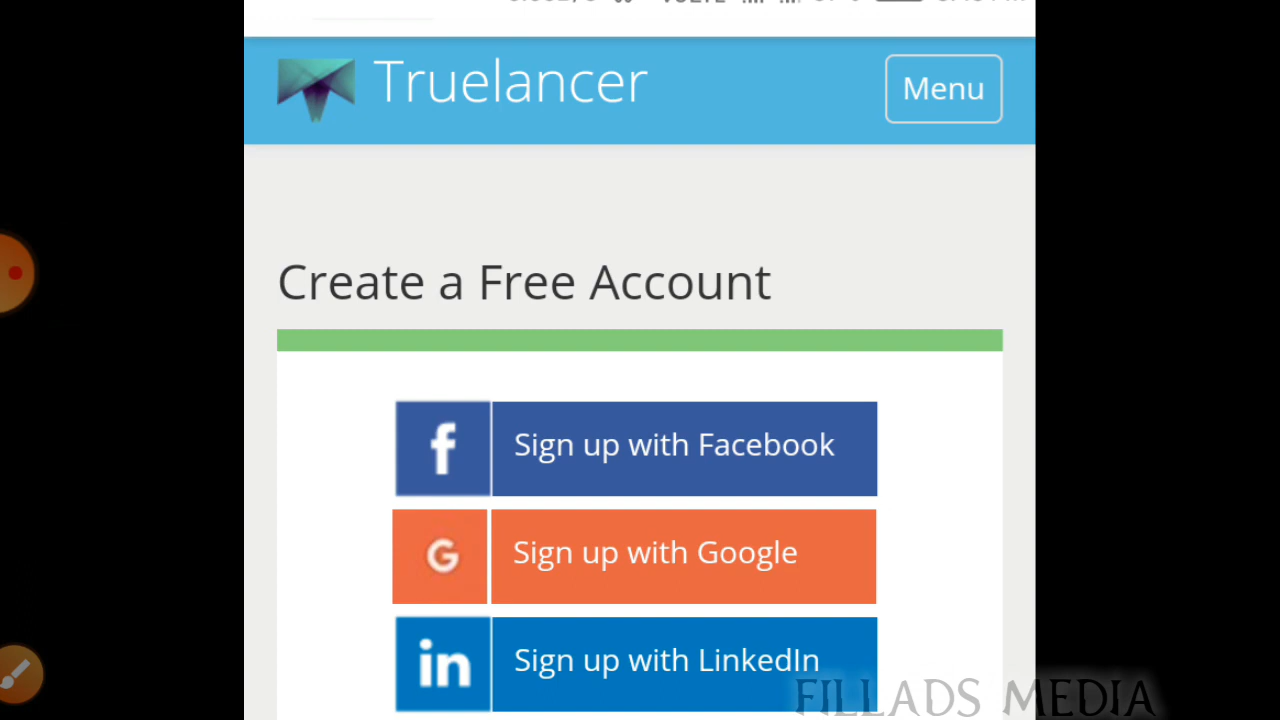 Truelancer
Menu
Create a Free Account
f
Sign up with Facebook
G
Sign up with Google
in
Sign up with LinkedIn
FILLADS MEDIA